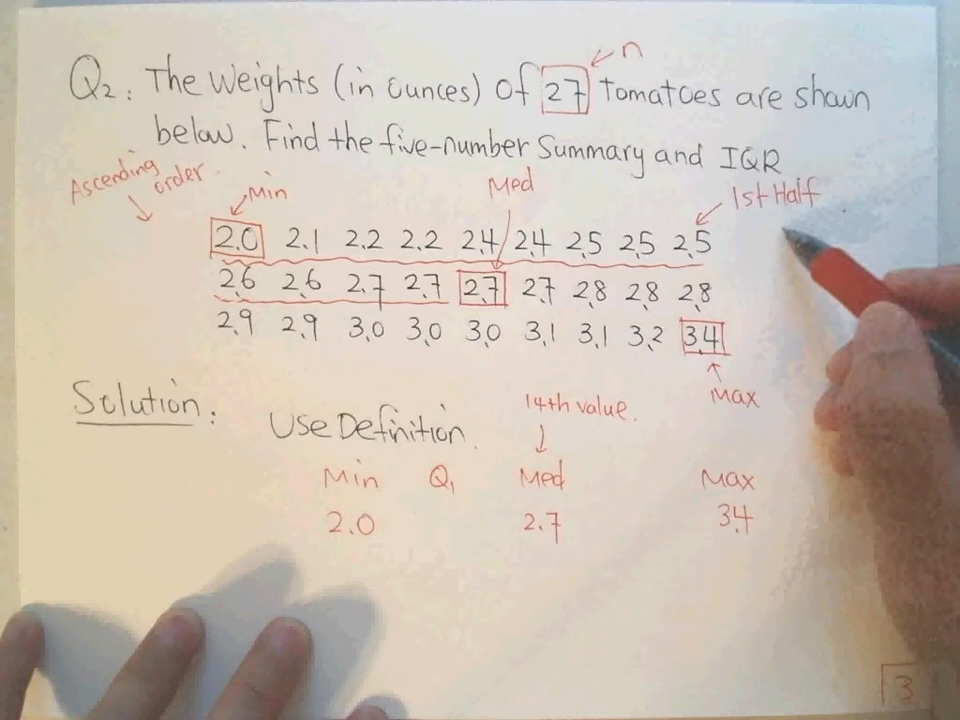 n
Q2: The Weights (in ounces) Of 27 Tomatoes are shown
below. Find the five-number Summary and IQR
Ascending order.
Min
Med
1st Half
2.0 2.1 2.2 2.2 2.4 2.4 2.5 2.5 2.5
2.6 2.6 2.7 2.7 2.7 2.7 2.8 2.8 2.8
2.9 2.9 3.0 3.0 3.0 3.1 3.1 3.2 3.4
Max
Solution:
Use Definition.
14th value.
Min Q1 Med Max
2.0 2.7 3.4
3